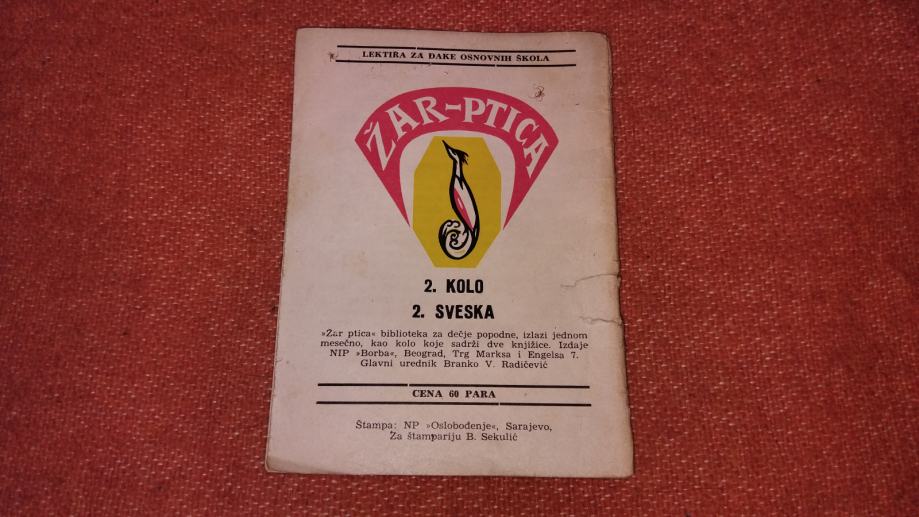 LEKTIRA ZA ĐAKE OSNOVNIH ŠKOLA
ŽAR-PTICA
2. KOLO
2. SVESKA
»Žar ptica« biblioteka za dečje popodne, izlazi jednom
mesečno, kao kolo koje sadrži dve knjižice. Izdaje
NIP »Borba«, Beograd, Trg Marksa i Engelsa 7.
Glavni urednik Branko V. Radičević
CENA 60 PARA
Štampa: NP »Oslobođenje«, Sarajevo,
Za štampariju B. Sekulić